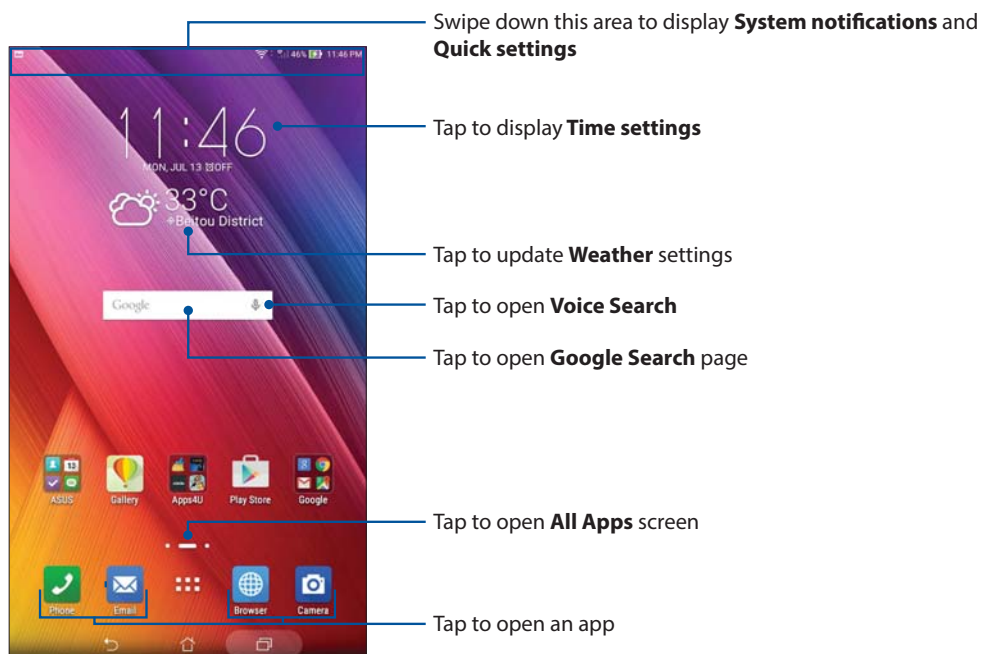 Swipe down this area to display System notifications and
Quick settings
46% 11:46 PM
11:46
Tap to display Time settings
MON, JUL 13 OFF
33°C
Beitou District
Tap to update Weather settings
Google
Tap to open Voice Search
Tap to open Google Search page
ASUS Gallery Apps4U Play Store Google
Tap to open All Apps screen
Phone Email Browser Camera
Tap to open an app